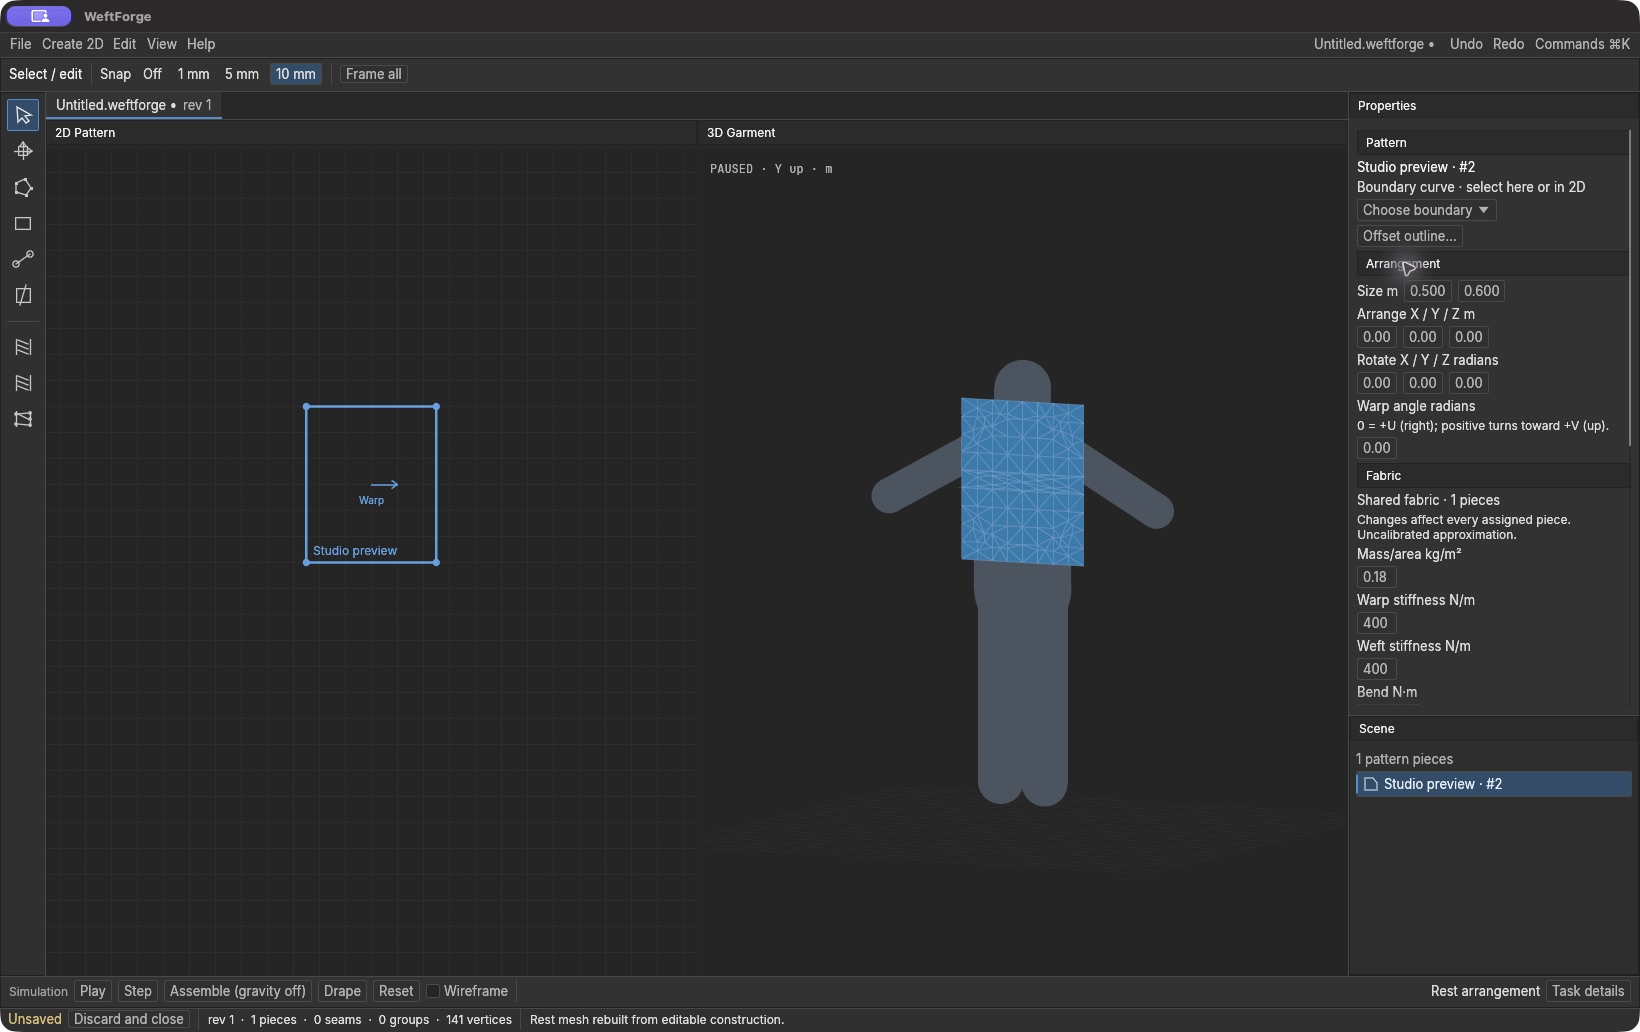 WeftForge
File Create 2D Edit View Help
Untitled.weftforge • Undo Redo Commands ⌘K
Select / edit Snap Off 1 mm 5 mm 10 mm Frame all
Untitled.weftforge • rev 1
2D Pattern
Warp
Studio preview
3D Garment
PAUSED · Y up · m
Properties
Pattern
Studio preview · #2
Boundary curve · select here or in 2D
Choose boundary
Offset outline...
Arrangement
Size m 0.500 0.600
Arrange X / Y / Z m
0.00 0.00 0.00
Rotate X / Y / Z radians
0.00 0.00 0.00
Warp angle radians
0 = +U (right); positive turns toward +V (up).
0.00
Fabric
Shared fabric · 1 pieces
Changes affect every assigned piece.
Uncalibrated approximation.
Mass/area kg/m²
0.18
Warp stiffness N/m
400
Weft stiffness N/m
400
Bend N·m
Scene
1 pattern pieces
Studio preview · #2
Simulation Play Step Assemble (gravity off) Drape Reset Wireframe
Rest arrangement Task details
Unsaved Discard and close rev 1 · 1 pieces · 0 seams · 0 groups · 141 vertices Rest mesh rebuilt from editable construction.